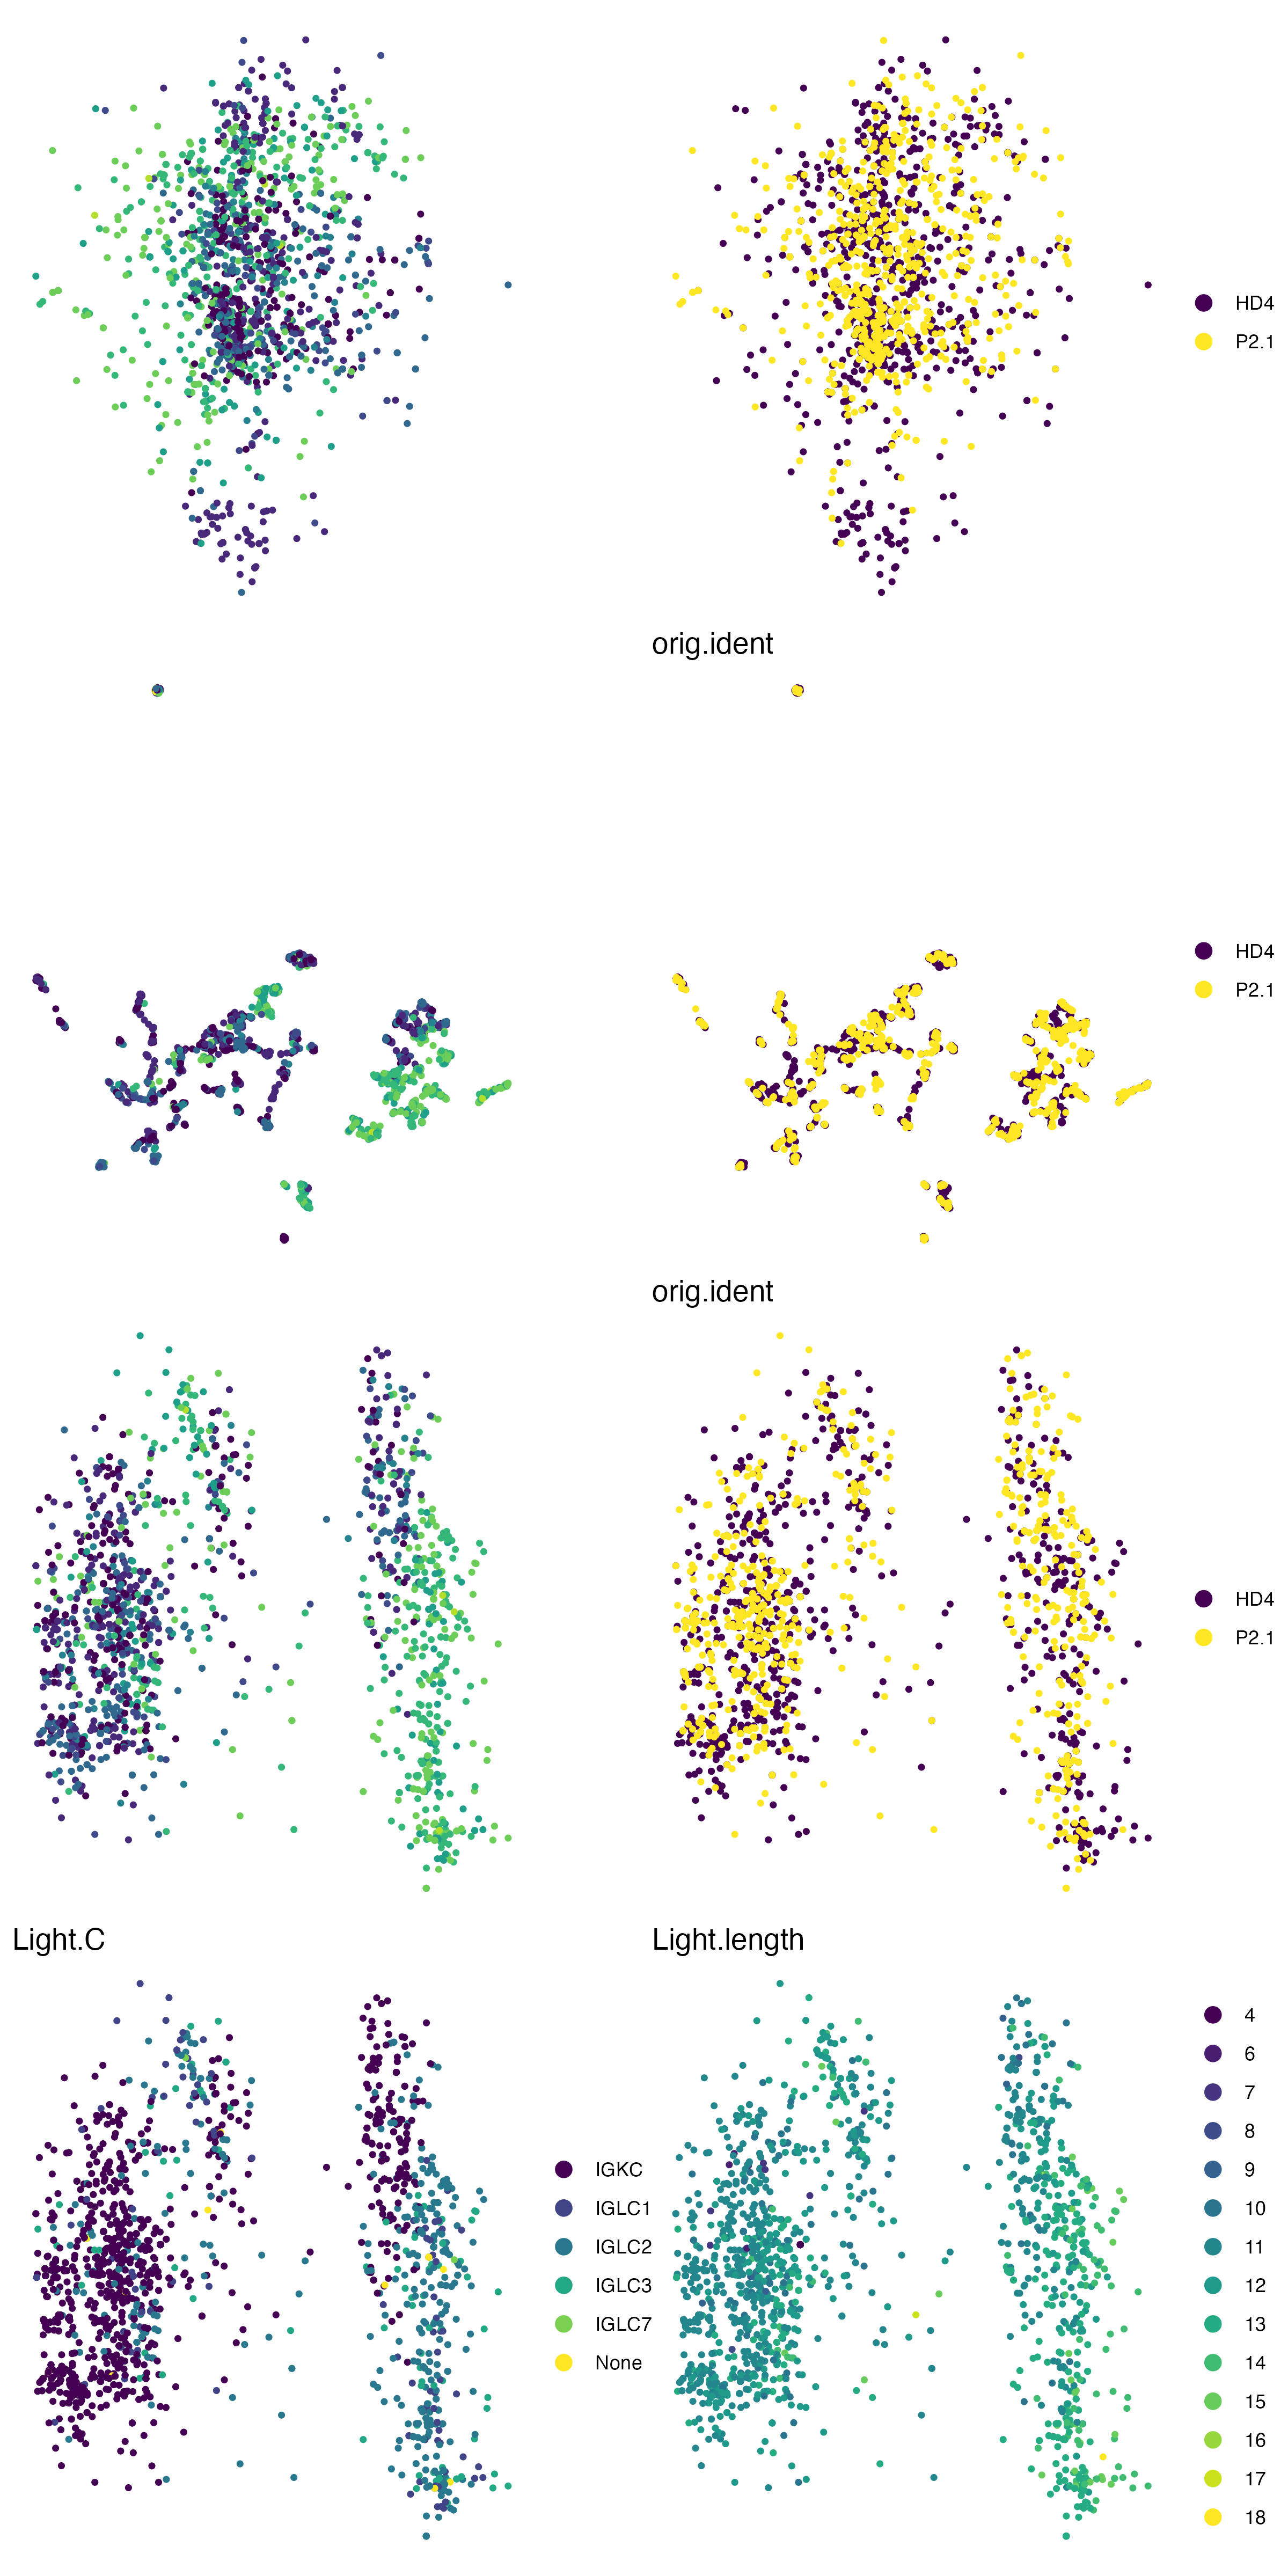 HD4
P2.1
orig.ident
HD4
P2.1
orig.ident
HD4
P2.1
Light.C
Light.length
IGKC
IGLC1
IGLC2
IGLC3
IGLC7
None
4
6
7
8
9
10
11
12
13
14
15
16
17
18